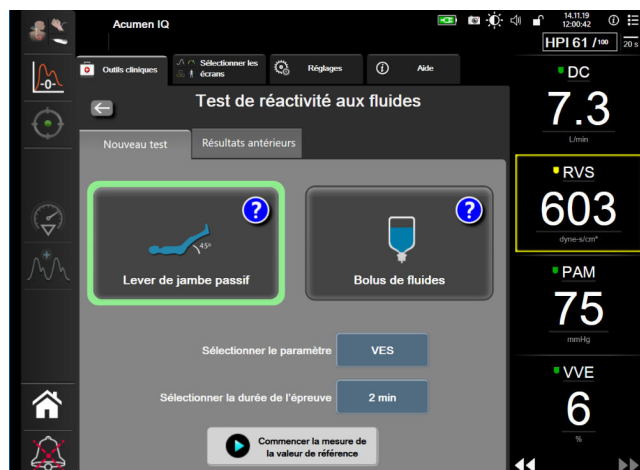 Acumen IQ
14.11.19
12:00:42
HPI 61 /100
20 s
Outils cliniques
Sélectionner les
écrans
Réglages
Aide
-0-
Test de réactivité aux fluides
Nouveau test
Résultats antérieurs
?
45º
Lever de jambe passif
?
Bolus de fluides
Sélectionner le paramètre
VES
Sélectionner la durée de l'épreuve
2 min
Commencer la mesure de
la valeur de référence
DC
7.3
L/min
RVS
603
dyne-s/cm⁵
PAM
75
mmHg
VVE
6
%